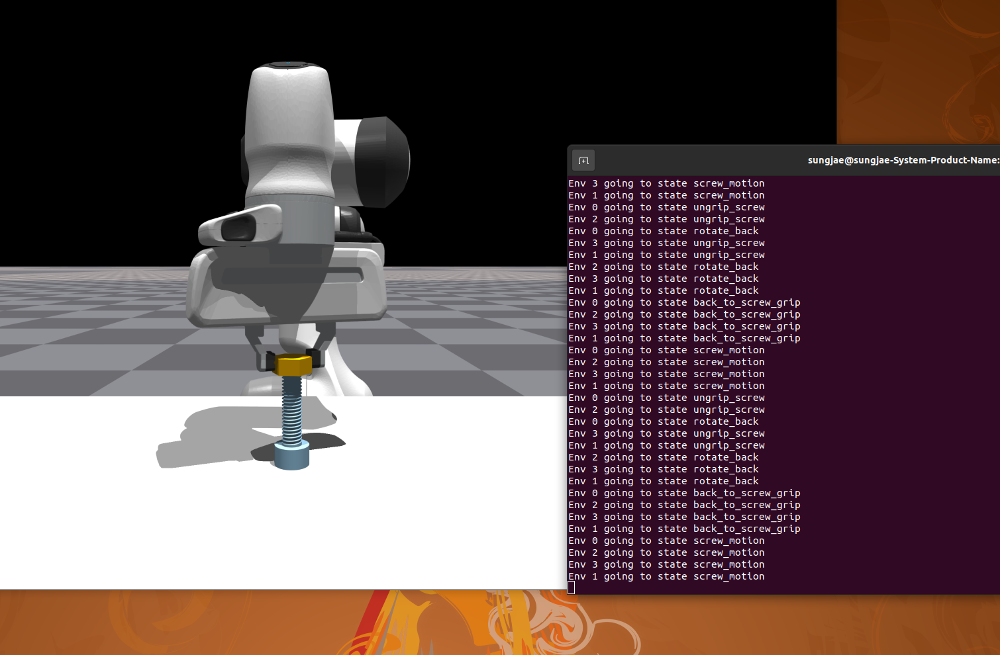 sungjae@sungjae-System-Product-Name:
Env 3 going to state screw_motion
Env 1 going to state screw_motion
Env 0 going to state ungrip_screw
Env 2 going to state ungrip_screw
Env 0 going to state rotate_back
Env 3 going to state ungrip_screw
Env 1 going to state ungrip_screw
Env 2 going to state rotate_back
Env 3 going to state rotate_back
Env 1 going to state rotate_back
Env 0 going to state back_to_screw_grip
Env 2 going to state back_to_screw_grip
Env 3 going to state back_to_screw_grip
Env 1 going to state back_to_screw_grip
Env 0 going to state screw_motion
Env 2 going to state screw_motion
Env 3 going to state screw_motion
Env 1 going to state screw_motion
Env 0 going to state ungrip_screw
Env 2 going to state ungrip_screw
Env 0 going to state rotate_back
Env 3 going to state ungrip_screw
Env 1 going to state ungrip_screw
Env 2 going to state rotate_back
Env 3 going to state rotate_back
Env 1 going to state rotate_back
Env 0 going to state back_to_screw_grip
Env 2 going to state back_to_screw_grip
Env 3 going to state back_to_screw_grip
Env 1 going to state back_to_screw_grip
Env 0 going to state screw_motion
Env 2 going to state screw_motion
Env 3 going to state screw_motion
Env 1 going to state screw_motion